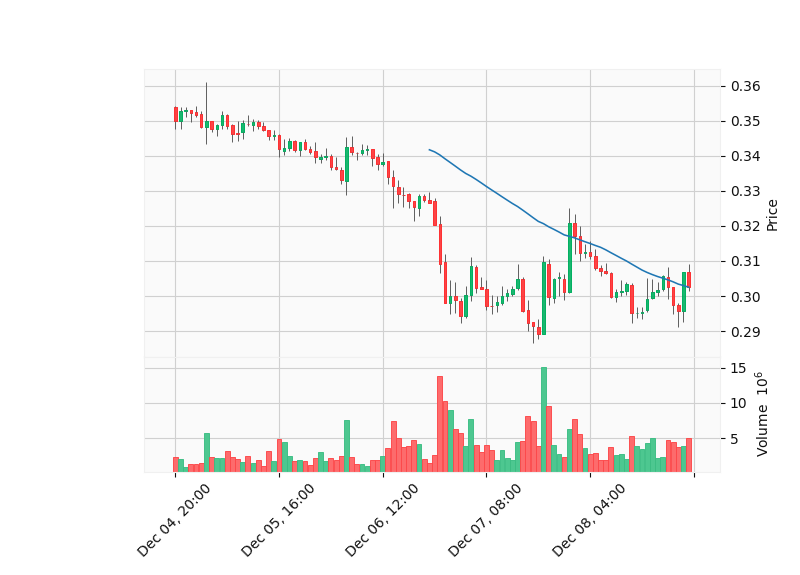 0.36
0.35
0.34
0.33
0.32
0.31
0.30
0.29
Price
15
10
5
Volume 10^6
Dec 04, 20:00
Dec 05, 16:00
Dec 06, 12:00
Dec 07, 08:00
Dec 08, 04:00